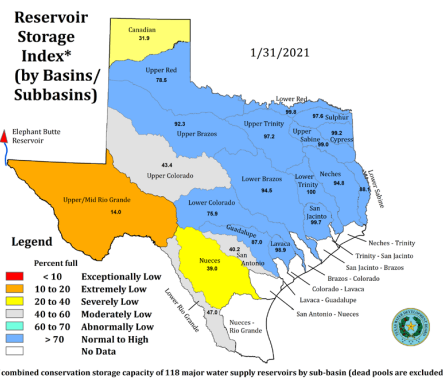 Reservoir
Storage
Index*
(by Basins/
Subbasins)
1/31/2021
Canadian
31.9
Upper Red
78.5
Elephant Butte
Reservoir
Lower Red
99.8
97.6 Sulphur
92.3
Upper Brazos
Upper Trinity
97.2
Upper
Sabine
99.0
99.2
Cypress
43.4
Upper Colorado
Lower Brazos
94.5
Lower
Trinity
100
Neches
94.8
Lower Sabine
Upper/Mid Rio Grande
14.0
Lower Colorado
75.9
San
Jacinto
99.7
Guadalupe
87.0
Lavaca
40.2
San
Antonio
Nueces
39.0
Lower Rio Grande
47.0
Nueces -
Rio Grande
Neches - Trinity
Trinity - San Jacinto
San Jacinto - Brazos
Brazos - Colorado
Colorado - Lavaca
Lavaca - Guadalupe
San Antonio - Nueces
Legend
Percent full
< 10 Exceptionally Low
10 to 20 Extremely Low
20 to 40 Severely Low
40 to 60 Moderately Low
60 to 70 Abnormally Low
> 70 Normal to High
No Data
combined conservation storage capacity of 118 major water supply reservoirs by sub-basin (dead pools are excluded